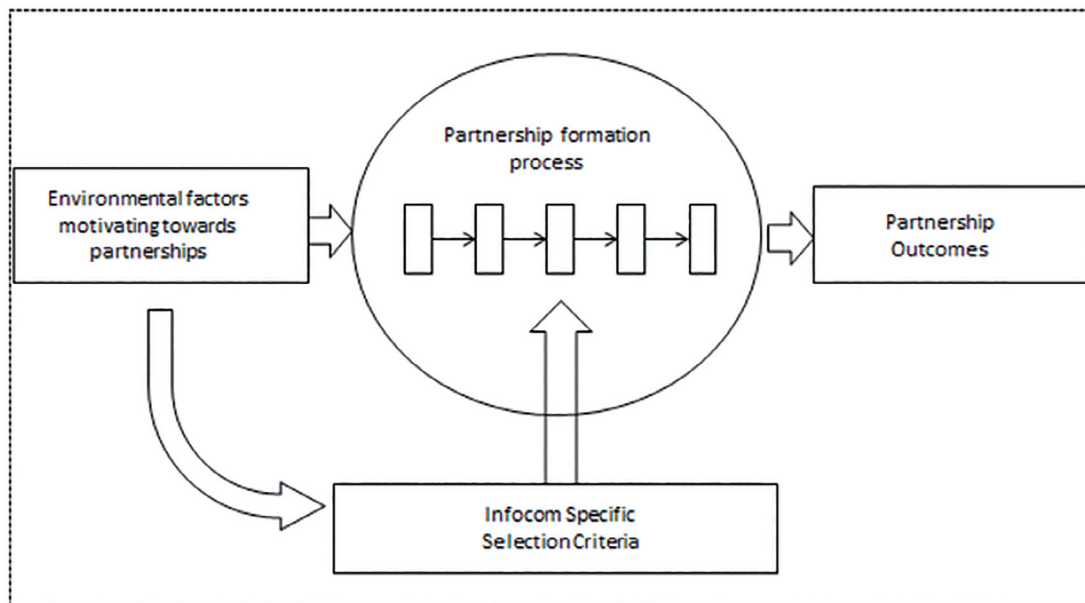 Partnership formation
process
Environmental factors
motivating towards
partnerships
Partnership
Outcomes
Infocom Specific
Selection Criteria